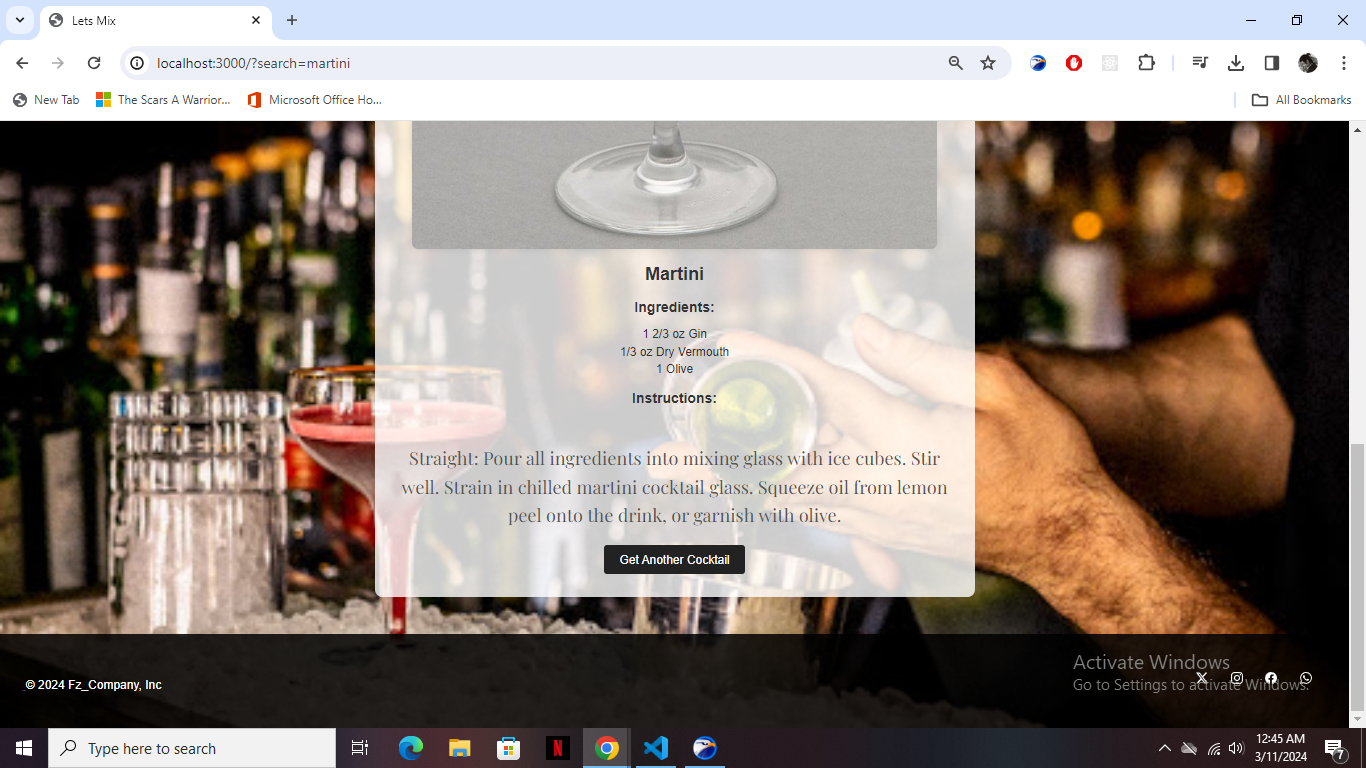 Lets Mix
localhost:3000/?search=martini
New Tab
The Scars A Warrior...
Microsoft Office Ho...
All Bookmarks
Martini
Ingredients:
1 2/3 oz Gin
1/3 oz Dry Vermouth
1 Olive
Instructions:
Straight: Pour all ingredients into mixing glass with ice cubes. Stir
well. Strain in chilled martini cocktail glass. Squeeze oil from lemon
peel onto the drink, or garnish with olive.
Get Another Cocktail
© 2024 Fz_Company, Inc
Activate Windows
Go to Settings to activate Windows.
Type here to search
N
12:45 AM
3/11/2024
7